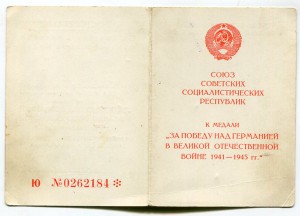 Ю №0262184 *
СОЮЗ
СОВЕТСКИХ
СОЦИАЛИСТИЧЕСКИХ
РЕСПУБЛИК
К МЕДАЛИ
„ЗА ПОБЕДУ НАД ГЕРМАНИЕЙ
В ВЕЛИКОЙ ОТЕЧЕСТВЕННОЙ
ВОЙНЕ 1941—1945 гг."